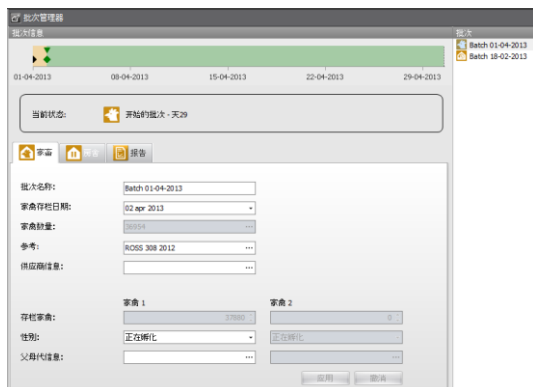 批次管理器
批次信息
01-04-2013 08-04-2013 15-04-2013 22-04-2013 29-04-2013
当前状态: 开始的批次 - 天29
家畜 报告
批次名称: Batch 01-04-2013
家禽存栏日期: 02 apr 2013
家禽数量: 36994 ...
参考: ROSS 308 2012 ...
供应商信息: ...
家禽 1 家禽 2
存栏家禽: 37880 0
性别: 正在孵化 正在孵化
父母代信息: ... ...
应用 取消
批次
Batch 01-04-2013
Batch 18-02-2013